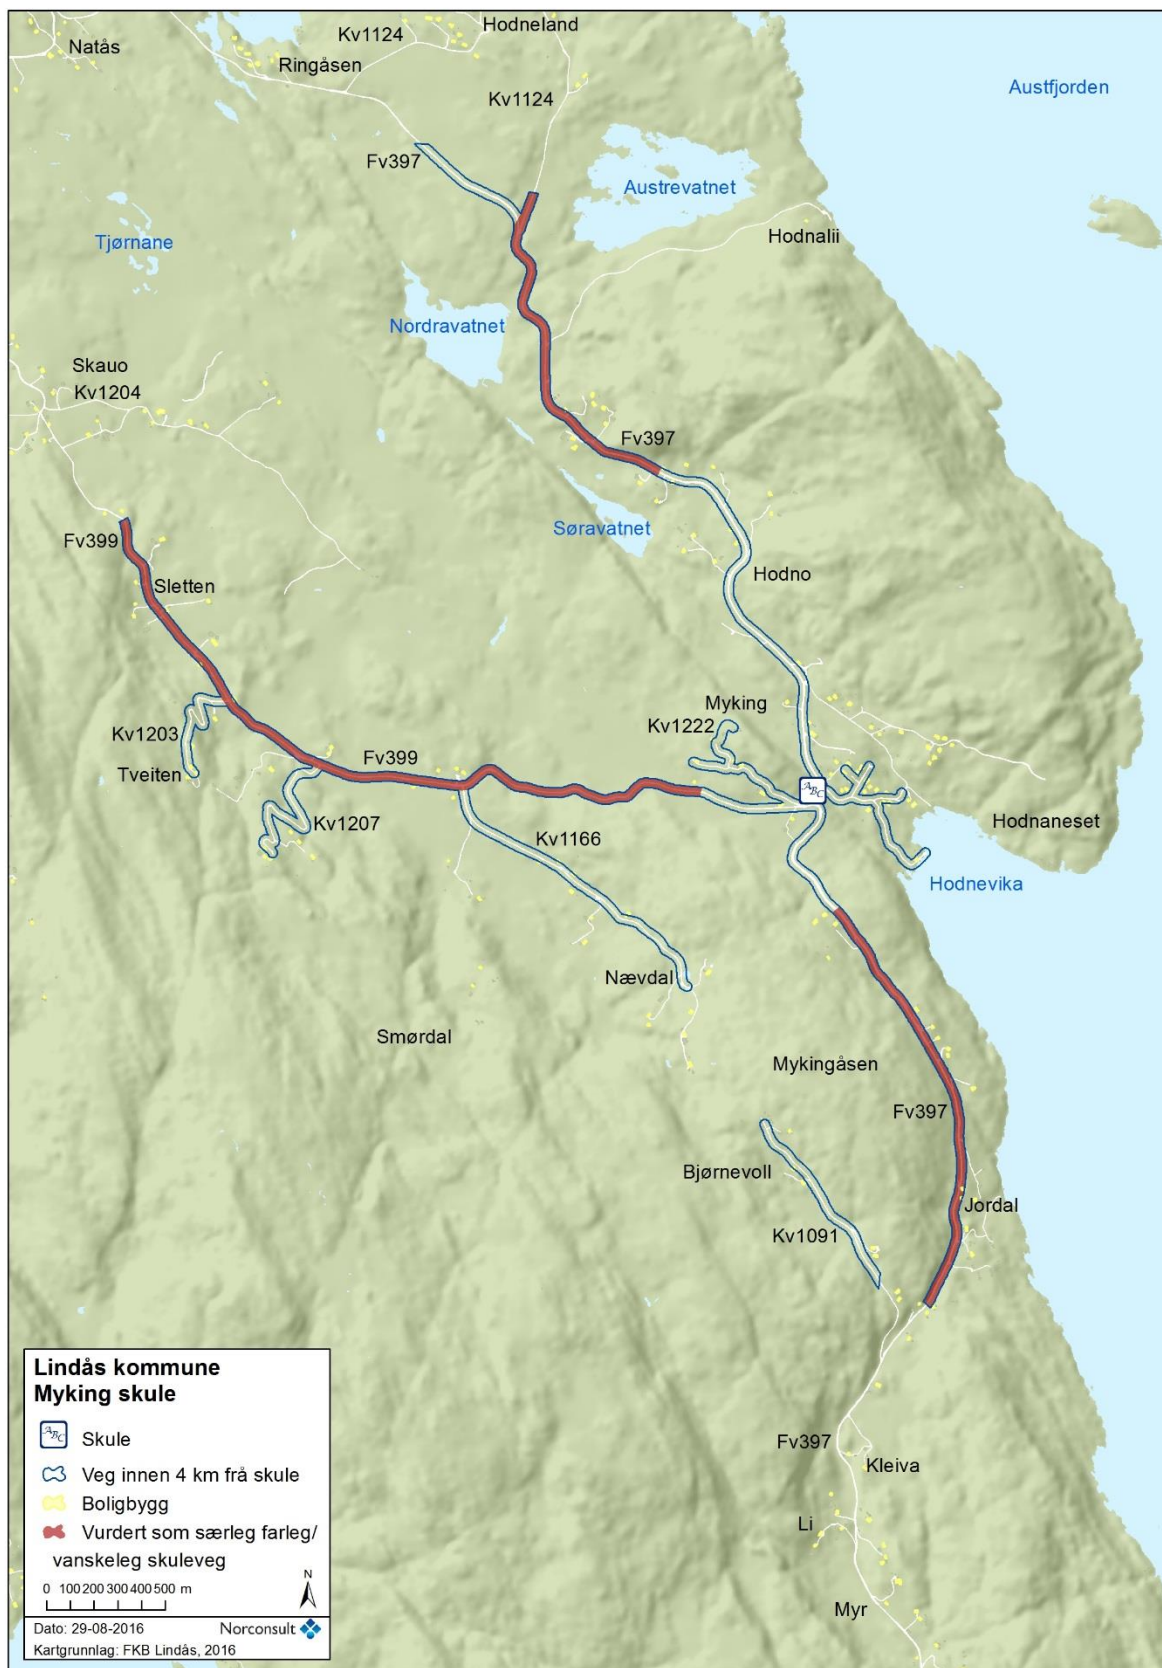 Hodneland
Kv1124
Natås
Ringåsen
Austfjorden
Kv1124
Fv397
Austrevatnet
Tjørnane
Hodnalii
Nordravatnet
Skauo
Kv1204
Fv397
Søravatnet
Fv399
Hodno
Sletten
Myking
Kv1222
Kv1203
Fv399
Tveiten
ABC
Kv1207
Hodnaneset
Kv1166
Hodnevika
Nævdal
Smørdal
Mykingåsen
Fv397
Bjørnevoll
Jordal
Kv1091
Fv397
Kleiva
Li
Myr
Lindås kommune
Myking skule
ABC Skule
Veg innen 4 km frå skule
Boligbygg
Vurdert som særleg farleg/
vanskeleg skuleveg
N
0 100 200 300 400 500 m
Dato: 29-08-2016 Norconsult
Kartgrunnlag: FKB Lindås, 2016